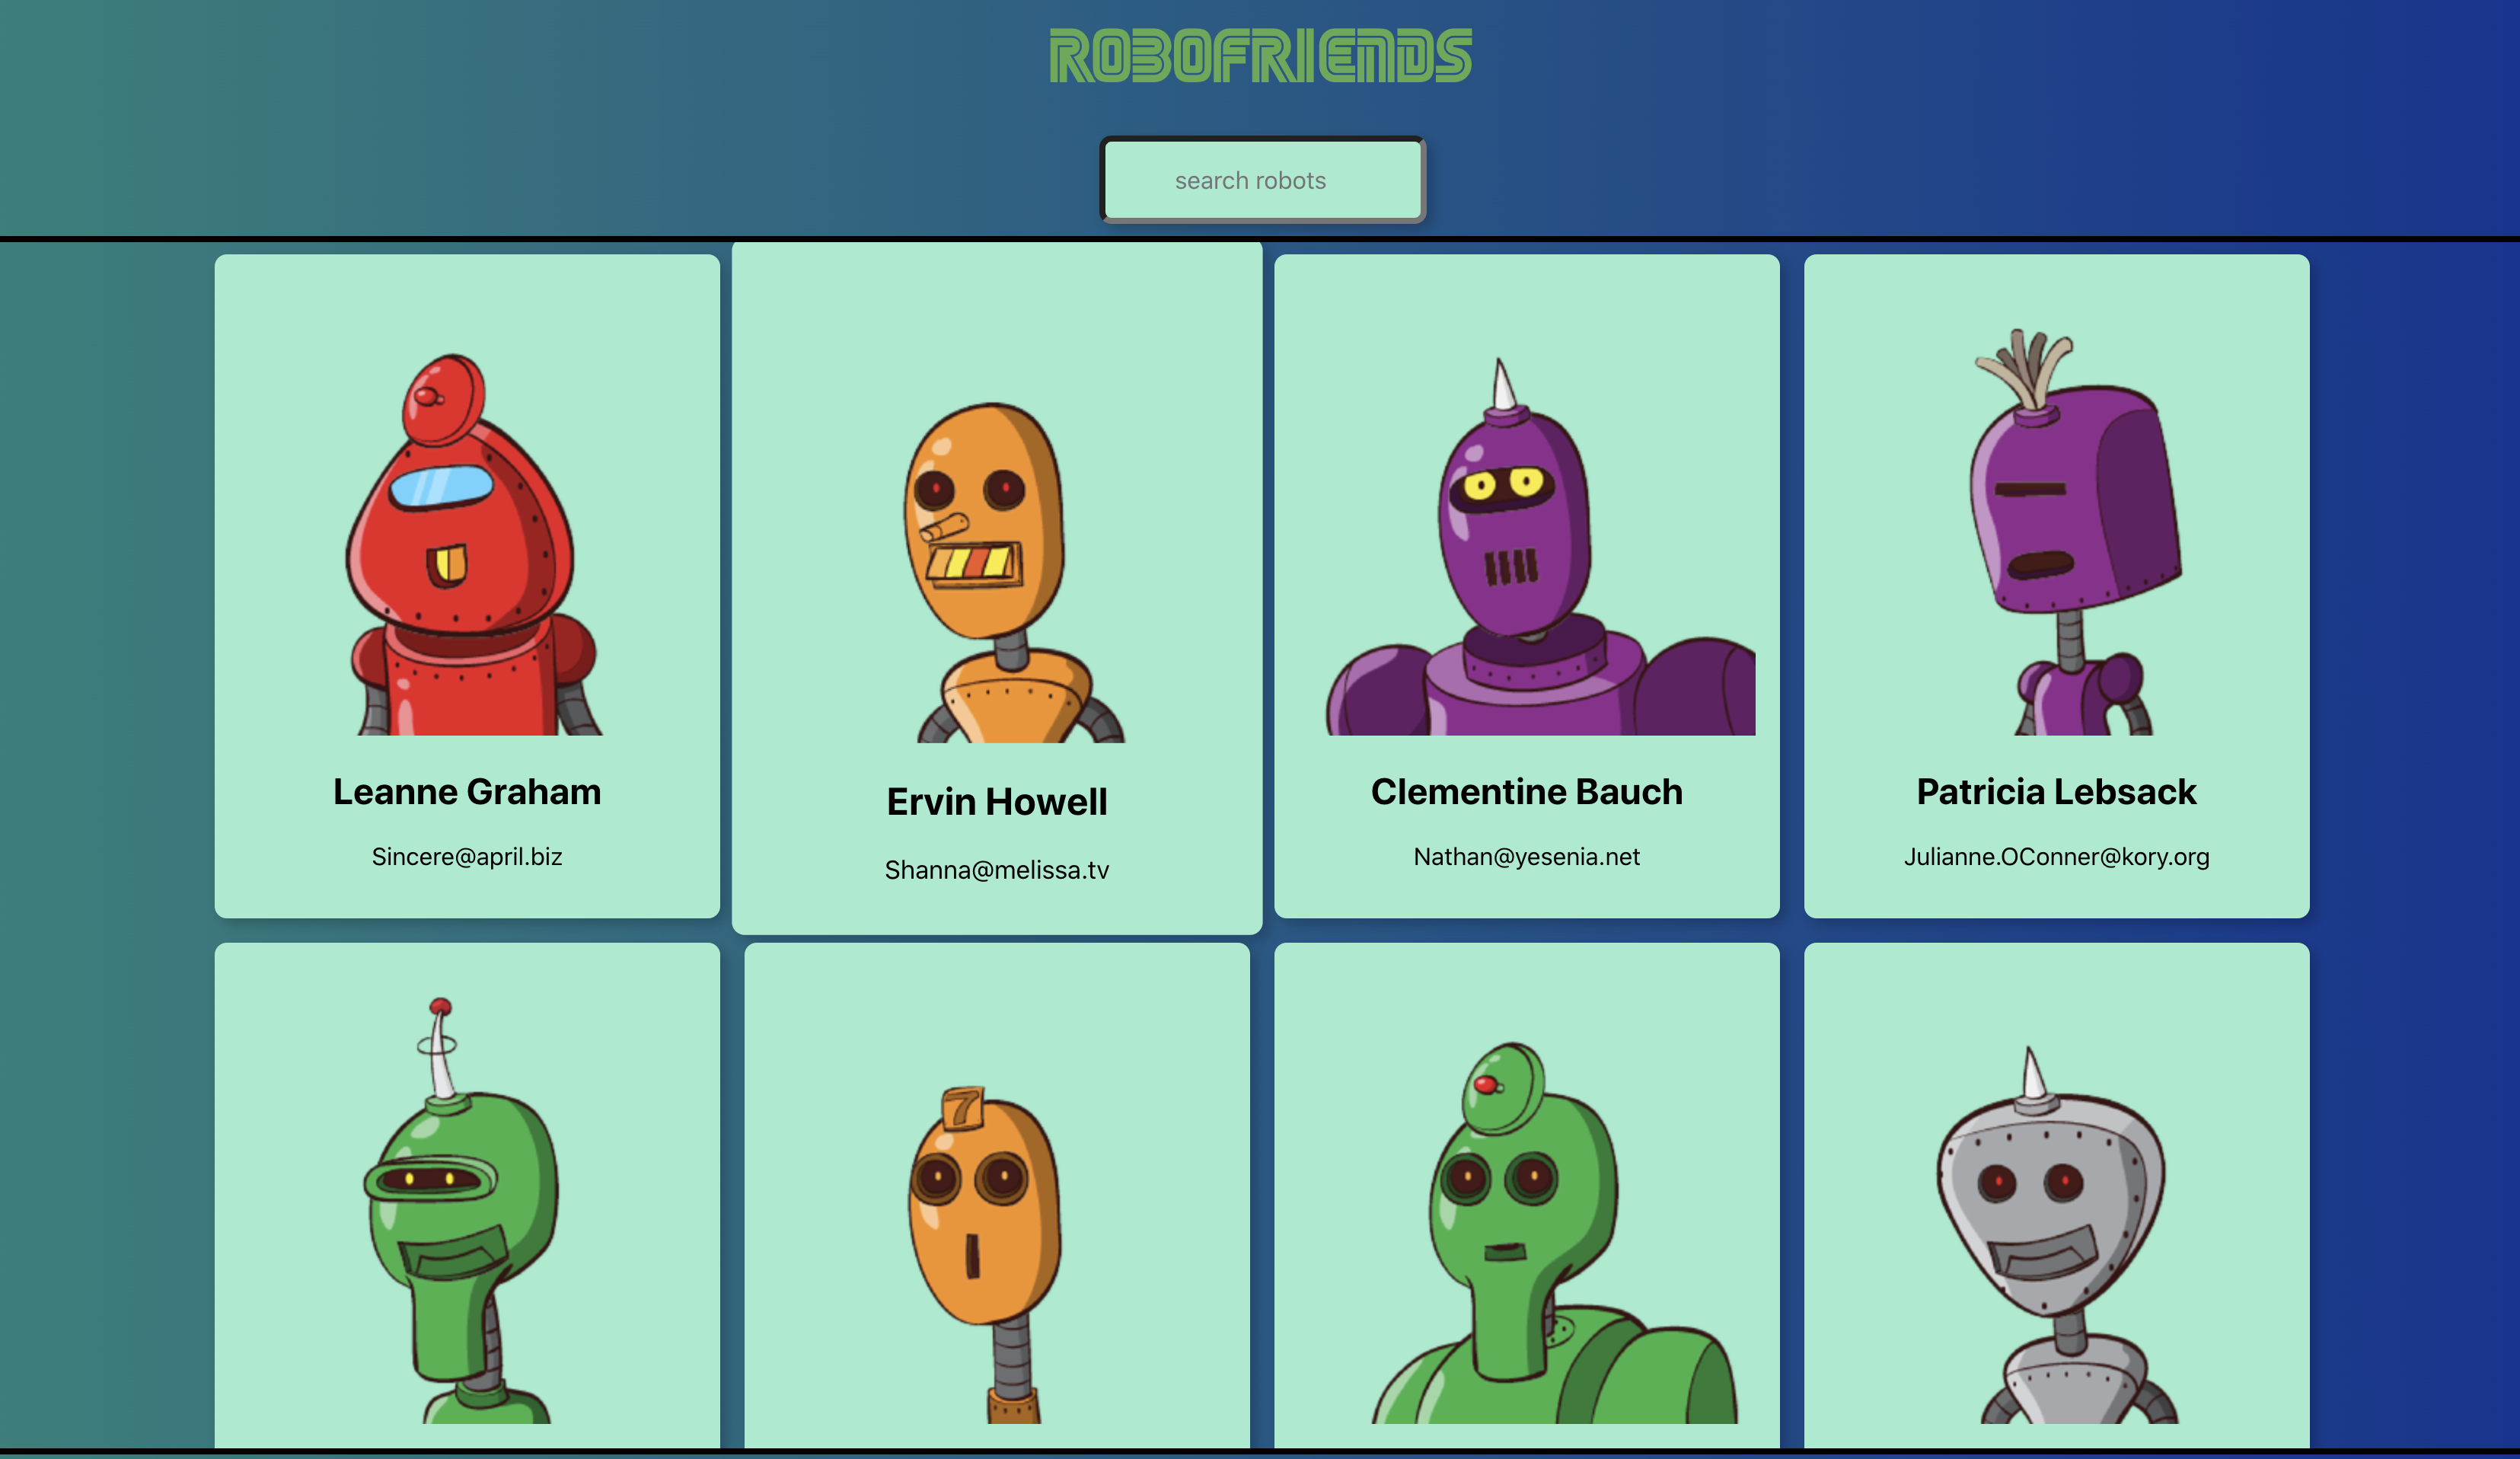 ROBOFRIENDS
search robots
Leanne Graham
Ervin Howell
Clementine Bauch
Patricia Lebsack
Sincere@april.biz
Shanna@melissa.tv
Nathan@yesenia.net
Julianne.OConner@kory.org
7